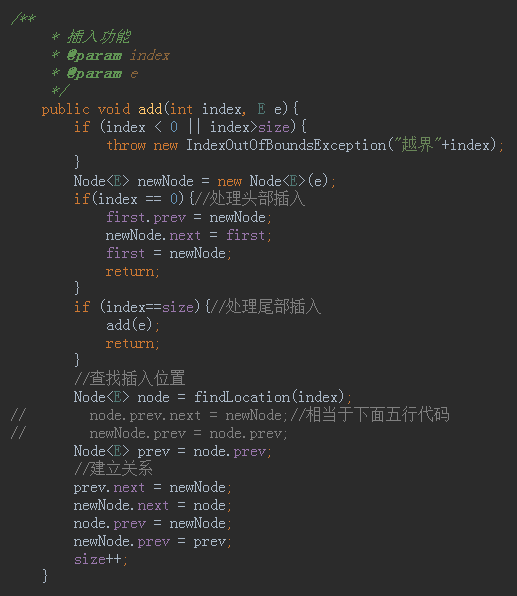 /**
     * 插入功能
     * @param index
     * @param e
     */
    public void add(int index, E e){
        if (index < 0 || index>size){
            throw new IndexOutOfBoundsException("越界"+index);
        }
        Node<E> newNode = new Node<E>(e);
        if(index == 0){//处理头部插入
            first.prev = newNode;
            newNode.next = first;
            first = newNode;
            return;
        }
        if (index==size){//处理尾部插入
            add(e);
            return;
        }
        //查找插入位置
        Node<E> node = findLocation(index);
//        node.prev.next = newNode;//相当于下面五行代码
//        newNode.prev = node.prev;
        Node<E> prev = node.prev;
        //建立关系
        prev.next = newNode;
        newNode.next = node;
        node.prev = newNode;
        newNode.prev = prev;
        size++;
    }